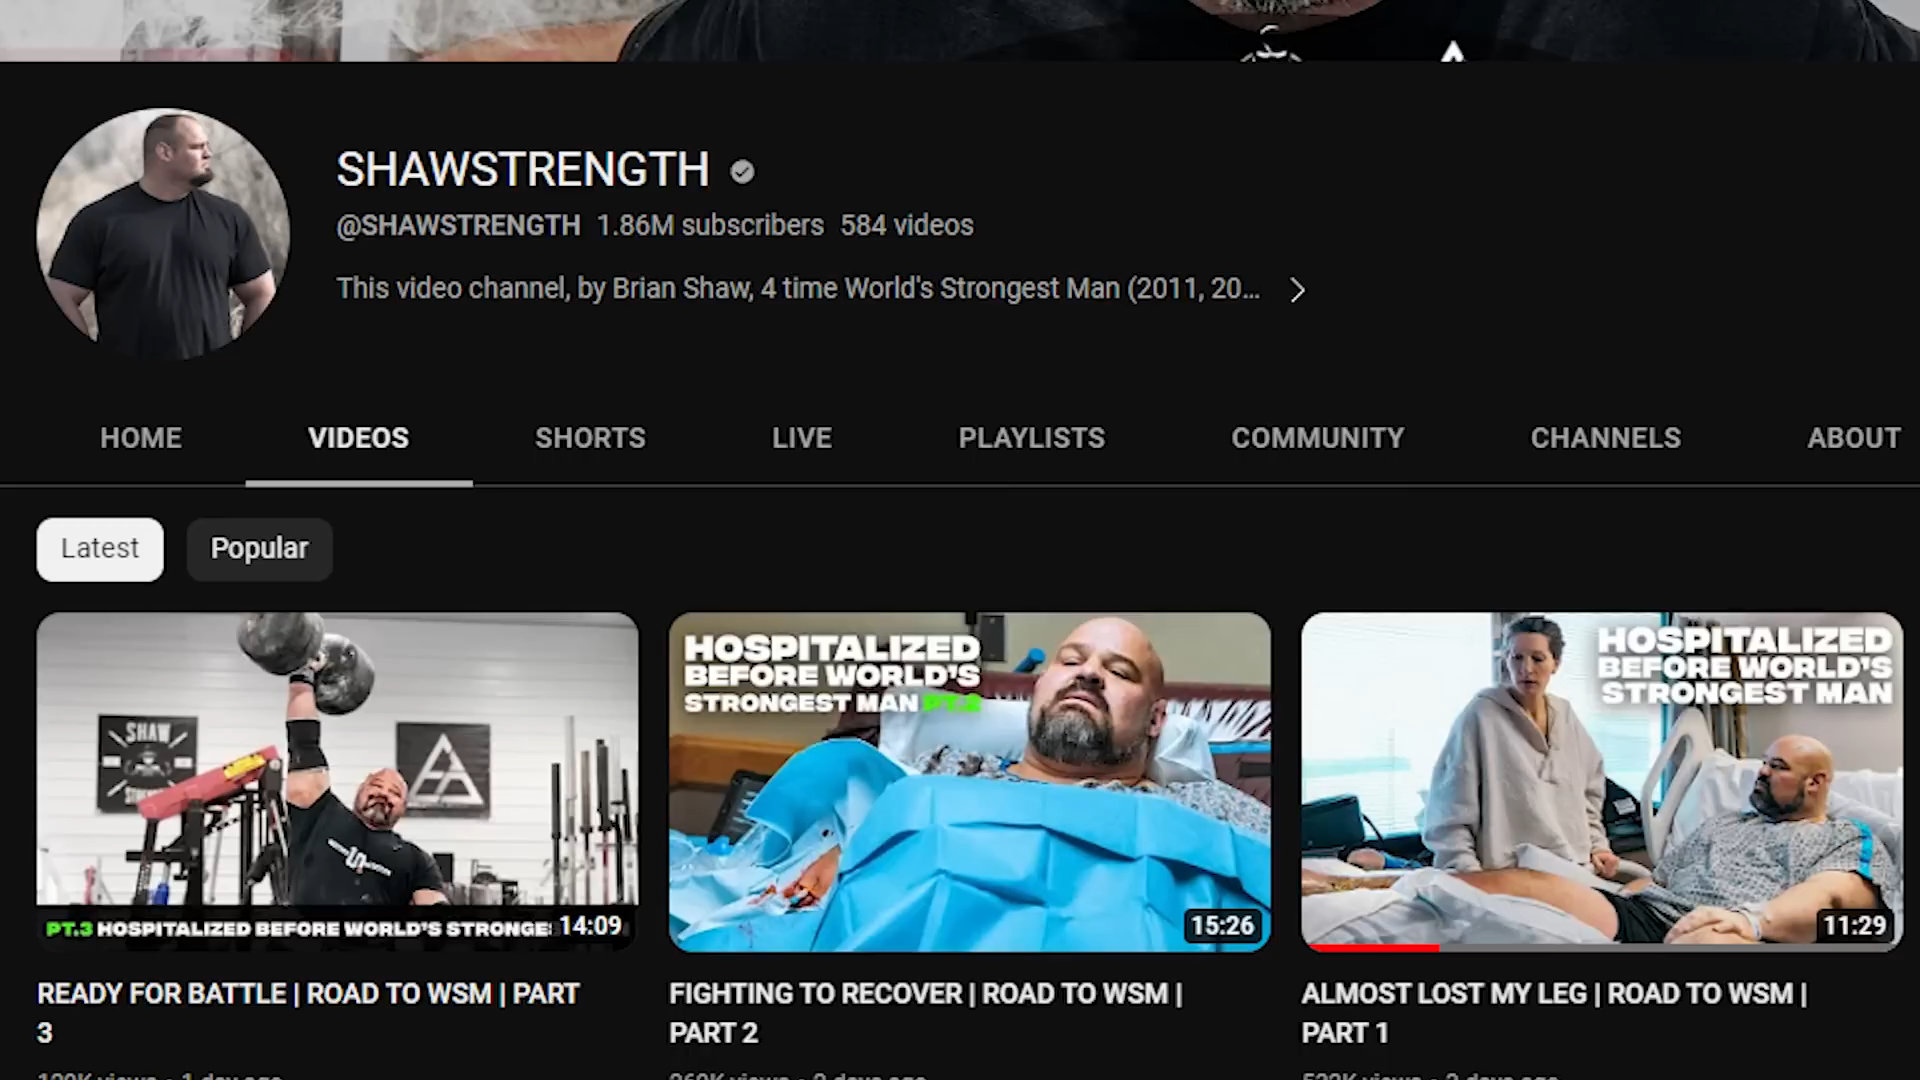 SHAWSTRENGTH
@SHAWSTRENGTH 1.86M subscribers 584 videos
This video channel, by Brian Shaw, 4 time World's Strongest Man (2011, 20...
HOME VIDEOS SHORTS LIVE PLAYLISTS COMMUNITY CHANNELS ABOUT
Latest Popular
SHAW
PT.3 HOSPITALIZED BEFORE WORLD'S STRONGES
14:09
HOSPITALIZED
BEFORE WORLD'S
STRONGEST MAN PT.2
15:26
HOSPITALIZED
BEFORE WORLD'S
STRONGEST MAN
11:29
READY FOR BATTLE | ROAD TO WSM | PART
3
FIGHTING TO RECOVER | ROAD TO WSM |
PART 2
ALMOST LOST MY LEG | ROAD TO WSM |
PART 1